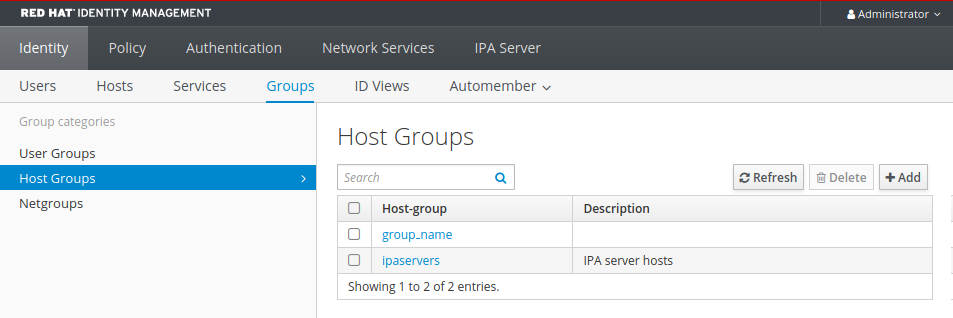 RED HAT® IDENTITY MANAGEMENT
Administrator
Identity Policy Authentication Network Services IPA Server
Users Hosts Services Groups ID Views Automember
Group categories
User Groups
Host Groups
Netgroups
Host Groups
Search
Refresh Delete Add
Host-group Description
group_name
ipaservers IPA server hosts
Showing 1 to 2 of 2 entries.